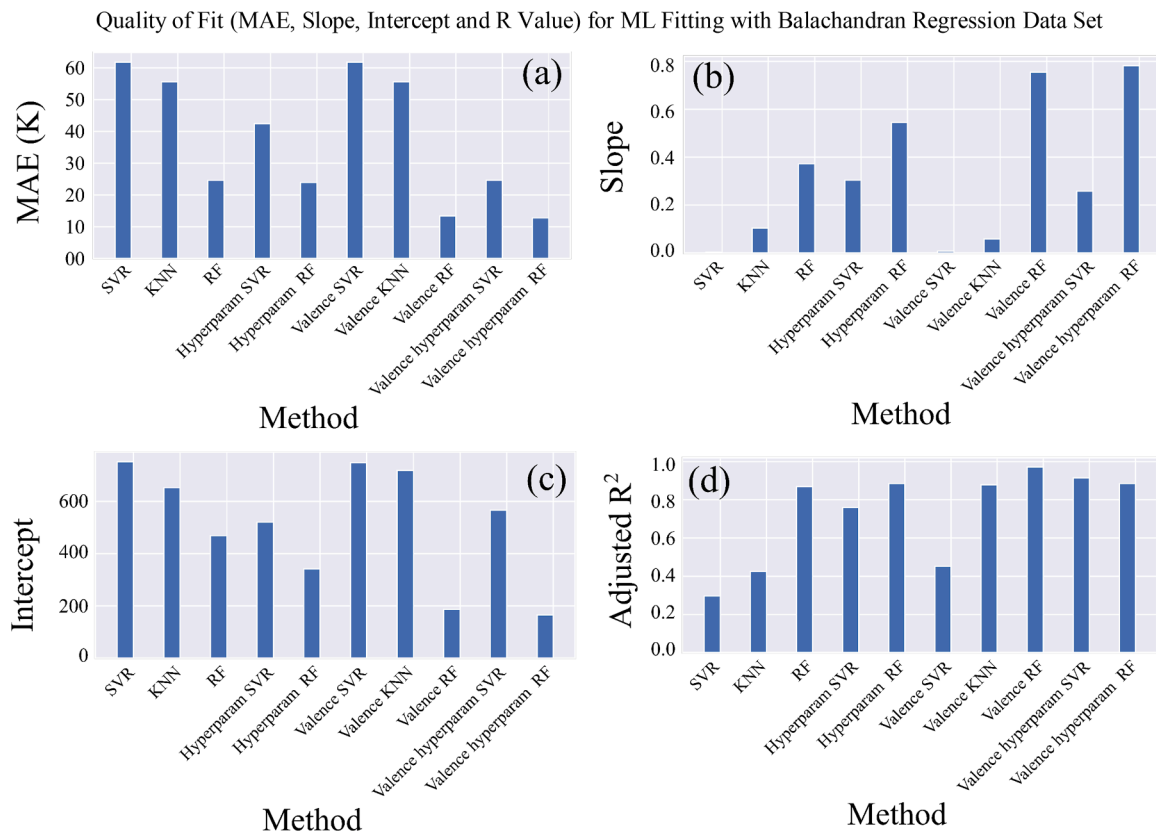 Quality of Fit (MAE, Slope, Intercept and R Value) for ML Fitting with Balachandran Regression Data Set
(a)
MAE (K)
60
50
40
30
20
10
00
SVR
KNN
RF
Hyperparam SVR
Hyperparam RF
Valence SVR
Valence KNN
Valence RF
Valence hyperparam SVR
Valence hyperparam RF
Method
(b)
Slope
0.8
0.6
0.4
0.2
0.0
SVR
KNN
RF
Hyperparam SVR
Hyperparam RF
Valence SVR
Valence KNN
Valence RF
Valence hyperparam SVR
Valence hyperparam RF
Method
(c)
Intercept
600
400
200
0
SVR
KNN
RF
Hyperparam SVR
Hyperparam RF
Valence SVR
Valence KNN
Valence RF
Valence hyperparam SVR
Valence hyperparam RF
Method
(d)
Adjusted R²
1.0
0.8
0.6
0.4
0.2
0.0
SVR
KNN
RF
Hyperparam SVR
Hyperparam RF
Valence SVR
Valence KNN
Valence RF
Valence hyperparam SVR
Valence hyperparam RF
Method